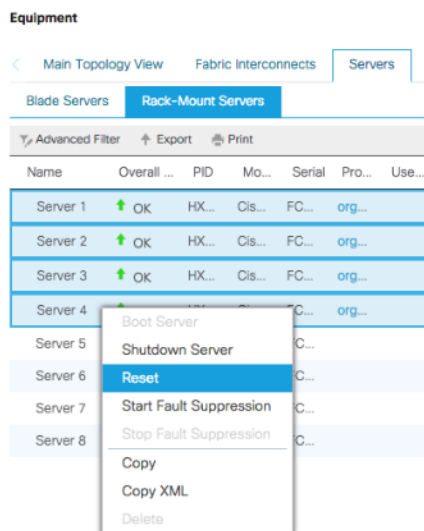 Equipment
Main Topology View Fabric Interconnects Servers
Blade Servers Rack-Mount Servers
Advanced Filter Export Print
Name Overall ... PID Mo... Serial Pro... Use...
Server 1 OK HX... Cis... FC... org...
Server 2 OK HX... Cis... FC... org...
Server 3 OK HX... Cis... FC... org...
Server 4 org...
Boot Server
Server 5 Shutdown Server C...
Server 6 Reset C...
Server 7 Start Fault Suppression C...
Server 8 Stop Fault Suppression C...
Copy
Copy XML
Delete